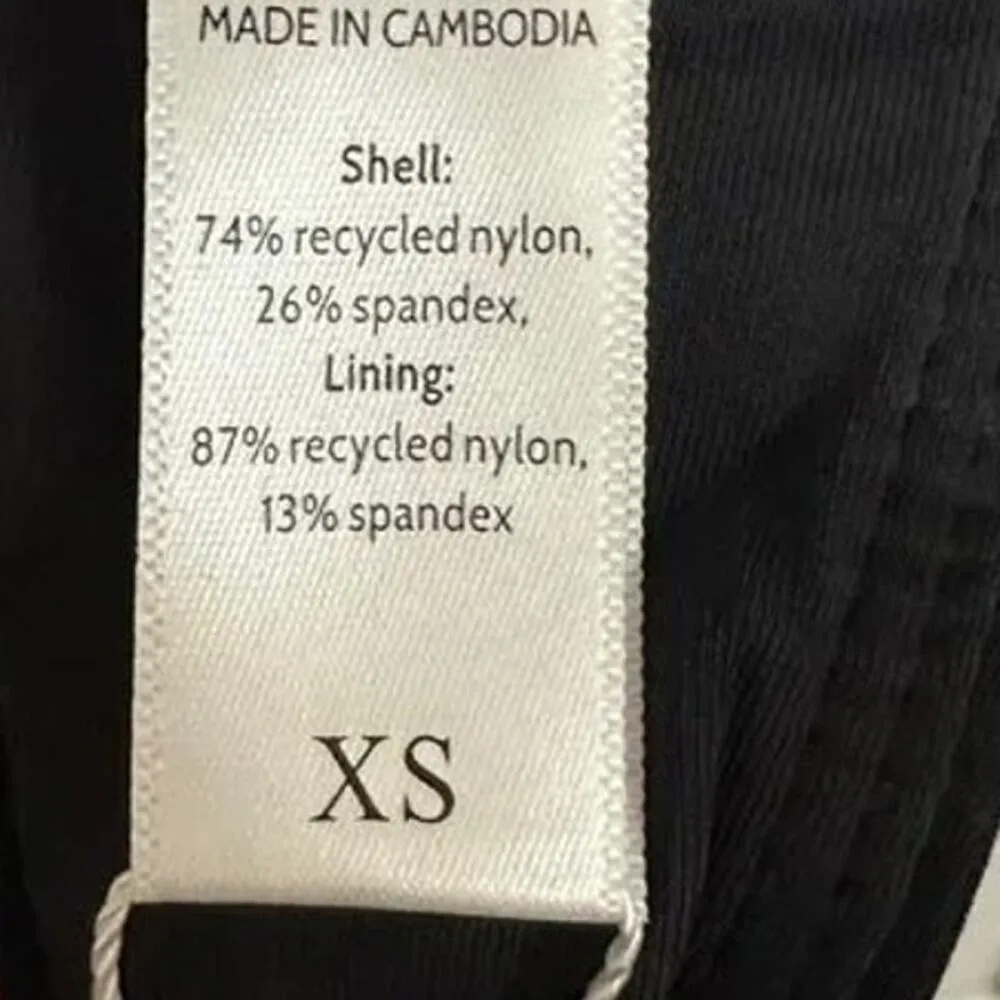 MADE IN CAMBODIA
Shell:
74% recycled nylon,
26% spandex,
Lining:
87% recycled nylon,
13% spandex
XS